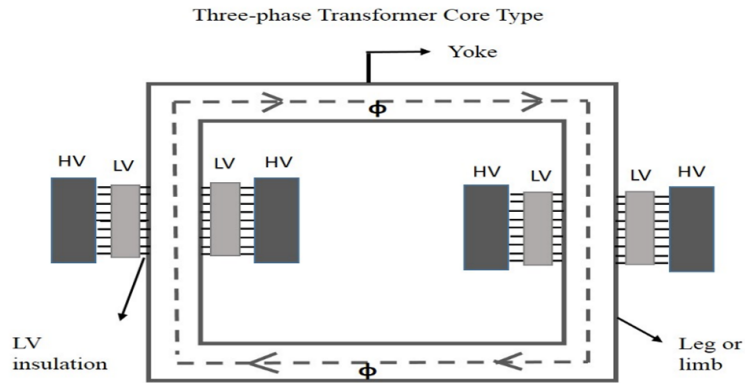 Three-phase Transformer Core Type
Yoke
ϕ
HV LV LV HV
HV LV LV HV
LV
insulation
Leg or
limb
ϕ